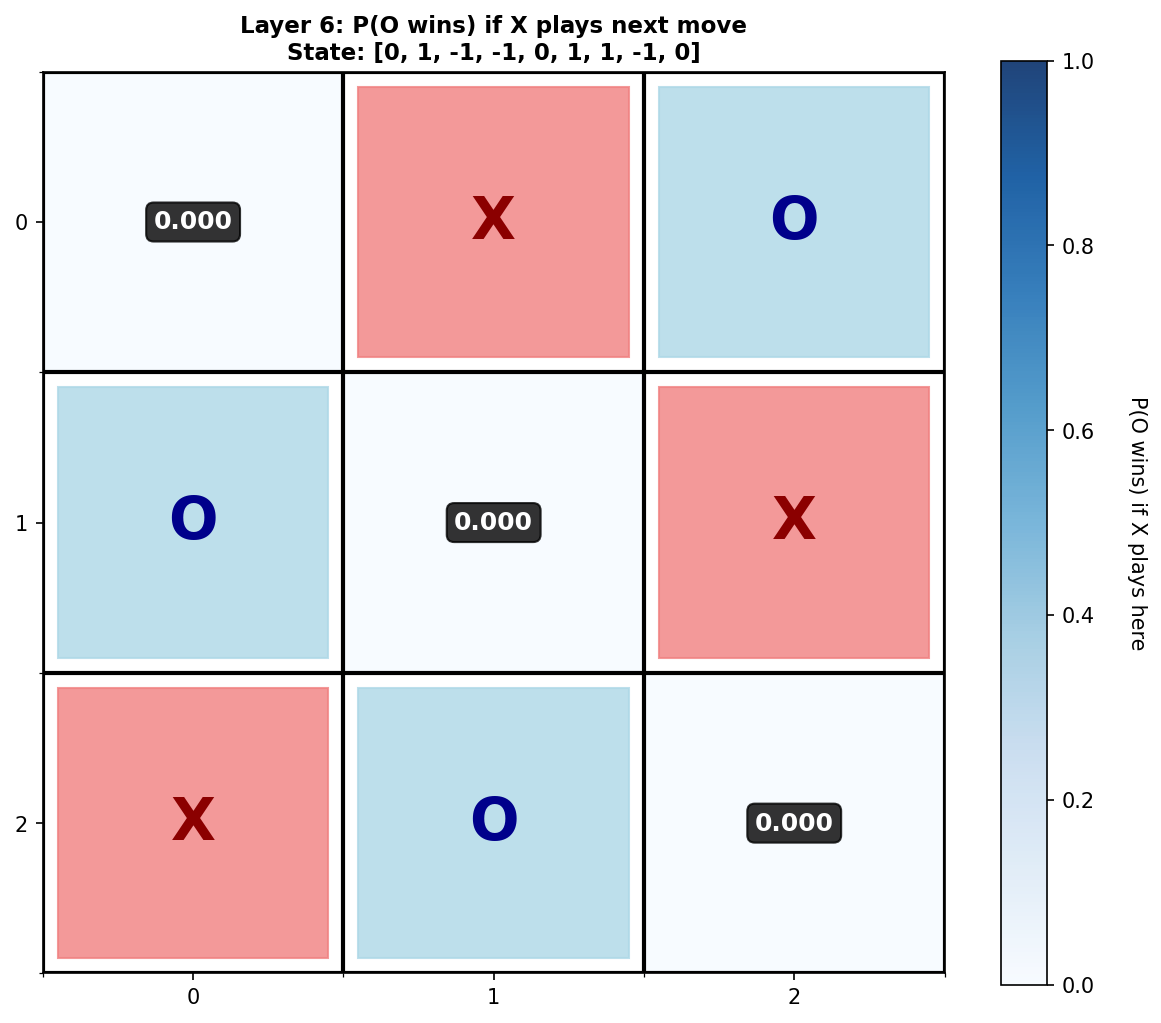 Layer 6: P(O wins) if X plays next move
State: [0, 1, -1, -1, 0, 1, 1, -1, 0]
0
0.000
X
O
1
O
0.000
X
2
X
O
0.000
0
1
2
1.0
0.8
0.6
0.4
0.2
0.0
P(O wins) if X plays here